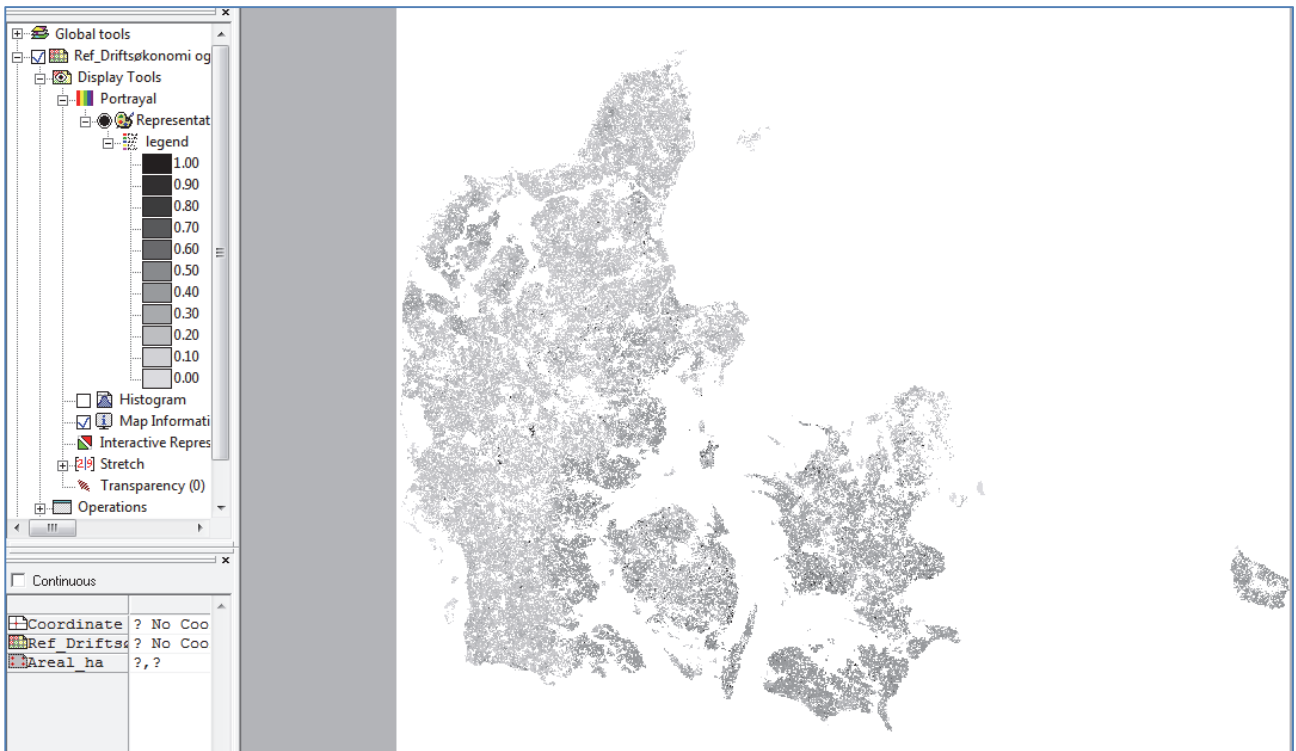 Global tools
Ref_Driftsøkonomi og
Display Tools
Portrayal
Representat
legend
1.00
0.90
0.80
0.70
0.60
0.50
0.40
0.30
0.20
0.10
0.00
Histogram
Map Informati
Interactive Repres
Stretch
Transparency (0)
Operations
Continuous
Coordinate ? No Coo
Ref_Driftsø ? No Coo
Areal_ha ?,?